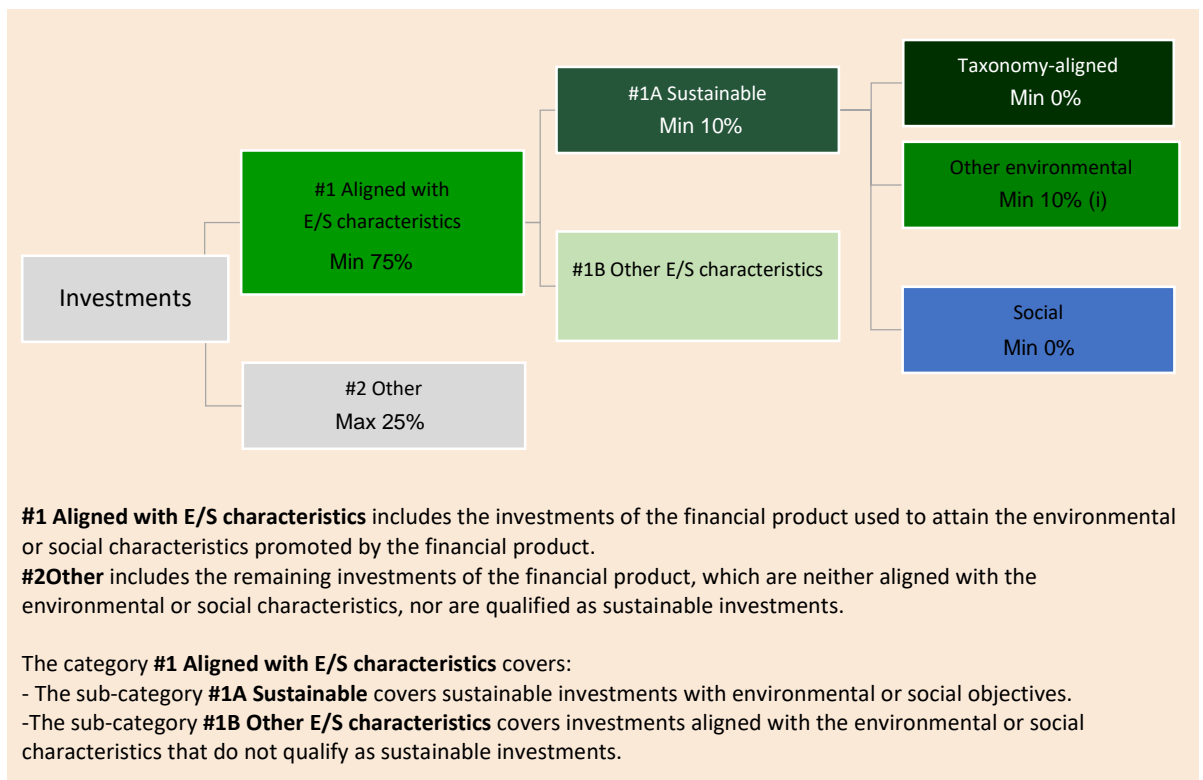 Investments
#1 Aligned with
E/S characteristics
Min 75%
#2 Other
Max 25%
#1A Sustainable
Min 10%
#1B Other E/S characteristics
Taxonomy-aligned
Min 0%
Other environmental
Min 10% (i)
Social
Min 0%
#1 Aligned with E/S characteristics includes the investments of the financial product used to attain the environmental
or social characteristics promoted by the financial product.
#2Other includes the remaining investments of the financial product, which are neither aligned with the
environmental or social characteristics, nor are qualified as sustainable investments.
The category #1 Aligned with E/S characteristics covers:
- The sub-category #1A Sustainable covers sustainable investments with environmental or social objectives.
-The sub-category #1B Other E/S characteristics covers investments aligned with the environmental or social
characteristics that do not qualify as sustainable investments.